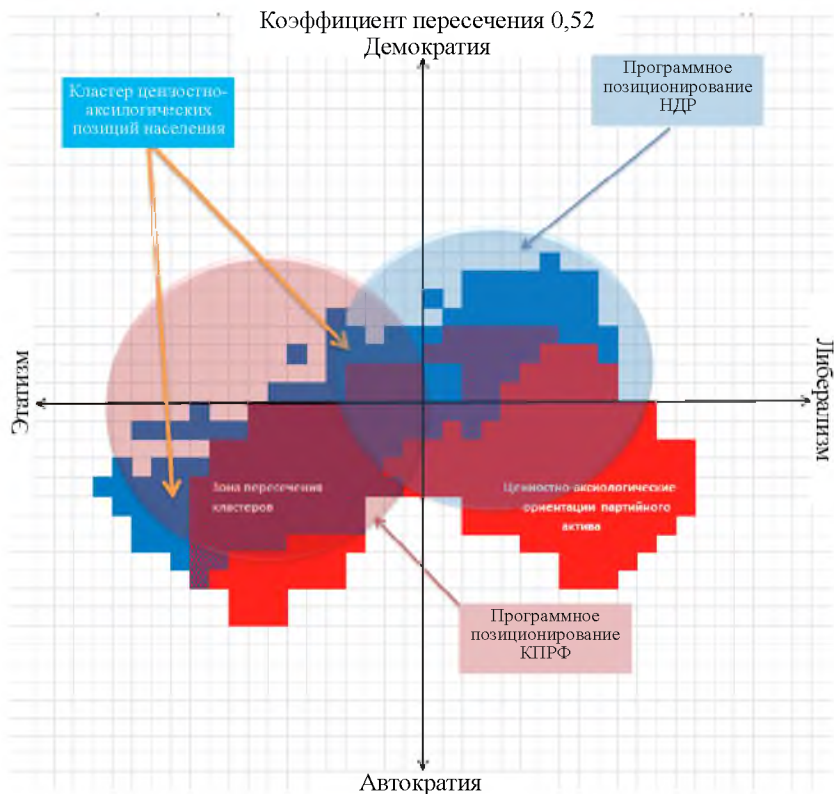 Коэффициент пересечения 0,52
Демократия
Кластер цензостно-
аксилогических
позиций населения
Программное
позиционирование
НДР
Этатизм
Либерализм
Зона пересечения
кластеров
Ценностно-аксиологические
ориентации партийного
актива
Программное
позиционирование
КПРФ
Автократия